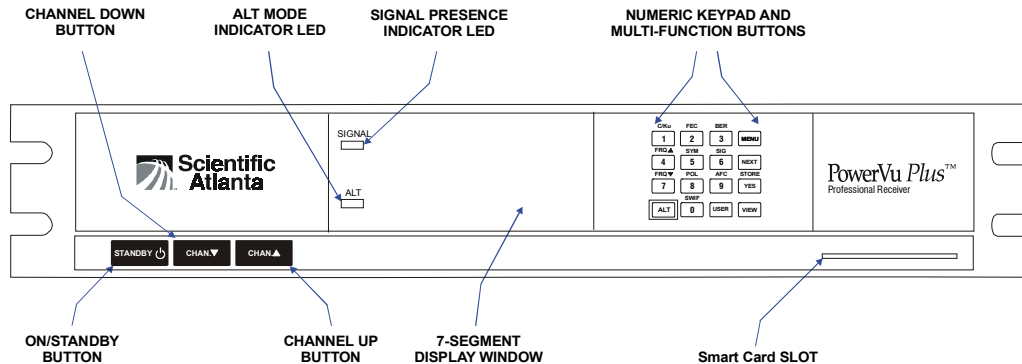 CHANNEL DOWN
BUTTON
ALT MODE
INDICATOR LED
SIGNAL PRESENCE
INDICATOR LED
NUMERIC KEYPAD AND
MULTI-FUNCTION BUTTONS
Scientific
Atlanta
SIGNAL
ALT
C/Ku FEC BER
1 2 3 MENU
FRQ▲ SYM SIG
4 5 6 NEXT
FRQ▼ POL AFC STORE
7 8 9 YES
SW/F
ALT 0 USER VIEW
PowerVu Plus™
Professional Receiver
STANDBY CHAN.▼ CHAN.▲
ON/STANDBY
BUTTON
CHANNEL UP
BUTTON
7-SEGMENT
DISPLAY WINDOW
Smart Card SLOT